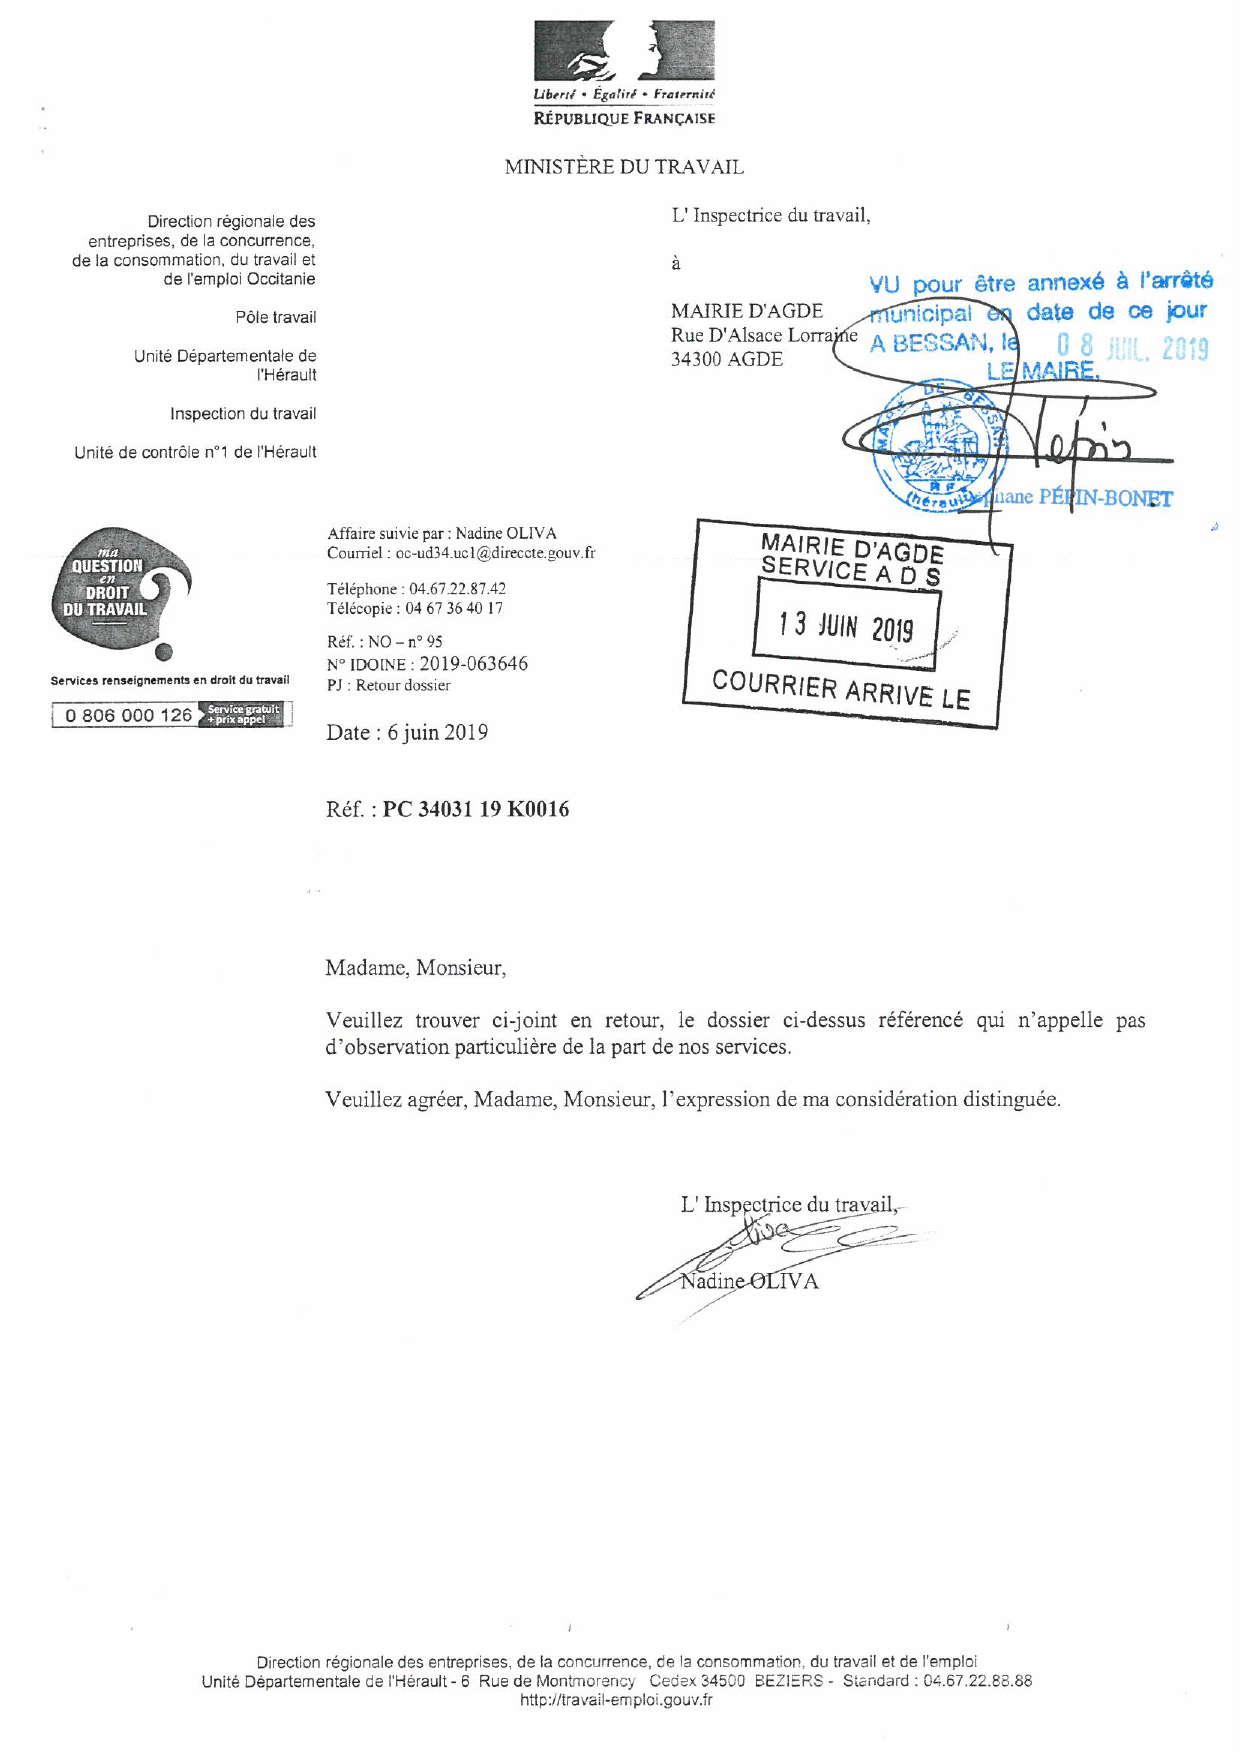 Liberté • Égalité • Fraternité
RÉPUBLIQUE FRANÇAISE
MINISTÈRE DU TRAVAIL
Direction régionale des
entreprises, de la concurrence,
de la consommation, du travail et
de l'emploi Occitanie
Pôle travail
Unité Départementale de
l'Hérault
Inspection du travail
Unité de contrôle n°1 de l'Hérault
L' Inspectrice du travail,
à
MAIRIE D'AGDE
Rue D'Alsace Lorraine
34300 AGDE
VU pour être annexé à l'arrêté
municipal en date de ce jour
A BESSAN, le 08 JUIL. 2019
LE MAIRE,
MAIRIE DE BESSAN
R F
(hérault)
Pépin
phane PÉPIN-BONET
ma
QUESTION
en
DROIT
DU TRAVAIL
Services renseignements en droit du travail
0 806 000 126 Service gratuit
+ prix appel
Affaire suivie par : Nadine OLIVA
Courriel : oc-ud34.uc1@direccte.gouv.fr
Téléphone : 04.67.22.87.42
Télécopie : 04 67 36 40 17
Réf. : NO – n° 95
N° IDOINE : 2019-063646
PJ : Retour dossier
Date : 6 juin 2019
MAIRIE D'AGDE
SERVICE A D S
13 JUIN 2019
COURRIER ARRIVE LE
Réf. : PC 34031 19 K0016
Madame, Monsieur,
Veuillez trouver ci-joint en retour, le dossier ci-dessus référencé qui n'appelle pas
d'observation particulière de la part de nos services.
Veuillez agréer, Madame, Monsieur, l'expression de ma considération distinguée.
L' Inspectrice du travail,
Oliva
Nadine OLIVA
Direction régionale des entreprises, de la concurrence, de la consommation, du travail et de l'emploi
Unité Départementale de l'Hérault - 6 Rue de Montmorency Cedex 34500 BEZIERS - Standard : 04.67.22.88.88
http://travail-emploi.gouv.fr